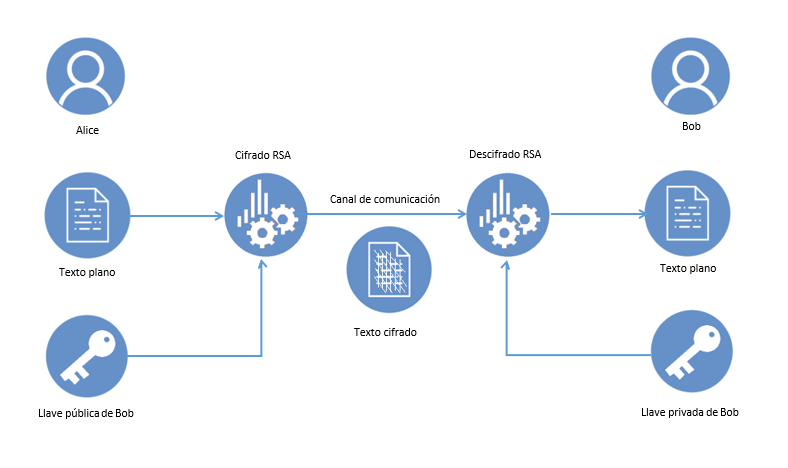 Alice
Bob
Cifrado RSA
Descifrado RSA
Canal de comunicación
Texto plano
Texto plano
Texto cifrado
Llave pública de Bob
Llave privada de Bob